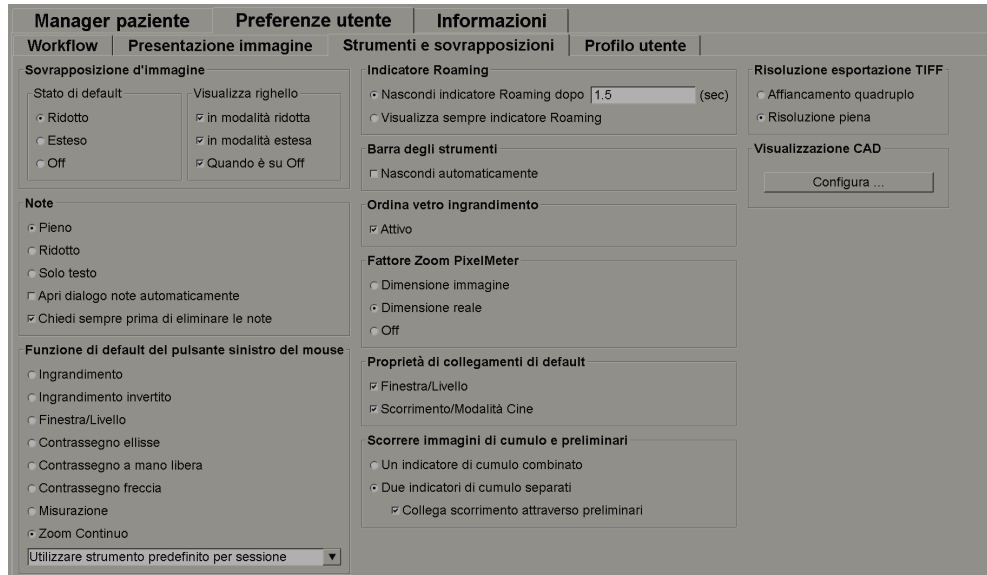 Manager paziente Preferenze utente Informazioni
Workflow Presentazione immagine Strumenti e sovrapposizioni Profilo utente
Sovrapposizione d'immagine
Stato di default
Ridotto
Esteso
Off
Visualizza righello
in modalità ridotta
in modalità estesa
Quando è su Off
Note
Pieno
Ridotto
Solo testo
Apri dialogo note automaticamente
Chiedi sempre prima di eliminare le note
Funzione di default del pulsante sinistro del mouse
Ingrandimento
Ingrandimento invertito
Finestra/Livello
Contrassegno ellisse
Contrassegno a mano libera
Contrassegno freccia
Misurazione
Zoom Continuo
Utilizzare strumento predefinito per sessione
Indicatore Roaming
Nascondi indicatore Roaming dopo 1.5 (sec)
Visualizza sempre indicatore Roaming
Barra degli strumenti
Nascondi automaticamente
Ordina vetro ingrandimento
Attivo
Fattore Zoom PixelMeter
Dimensione immagine
Dimensione reale
Off
Proprietà di collegamenti di default
Finestra/Livello
Scorrimento/Modalità Cine
Scorrere immagini di cumulo e preliminari
Un indicatore di cumulo combinato
Due indicatori di cumulo separati
Collega scorrimento attraverso preliminari
Risoluzione esportazione TIFF
Affiancamento quadruplo
Risoluzione piena
Visualizzazione CAD
Configura ...